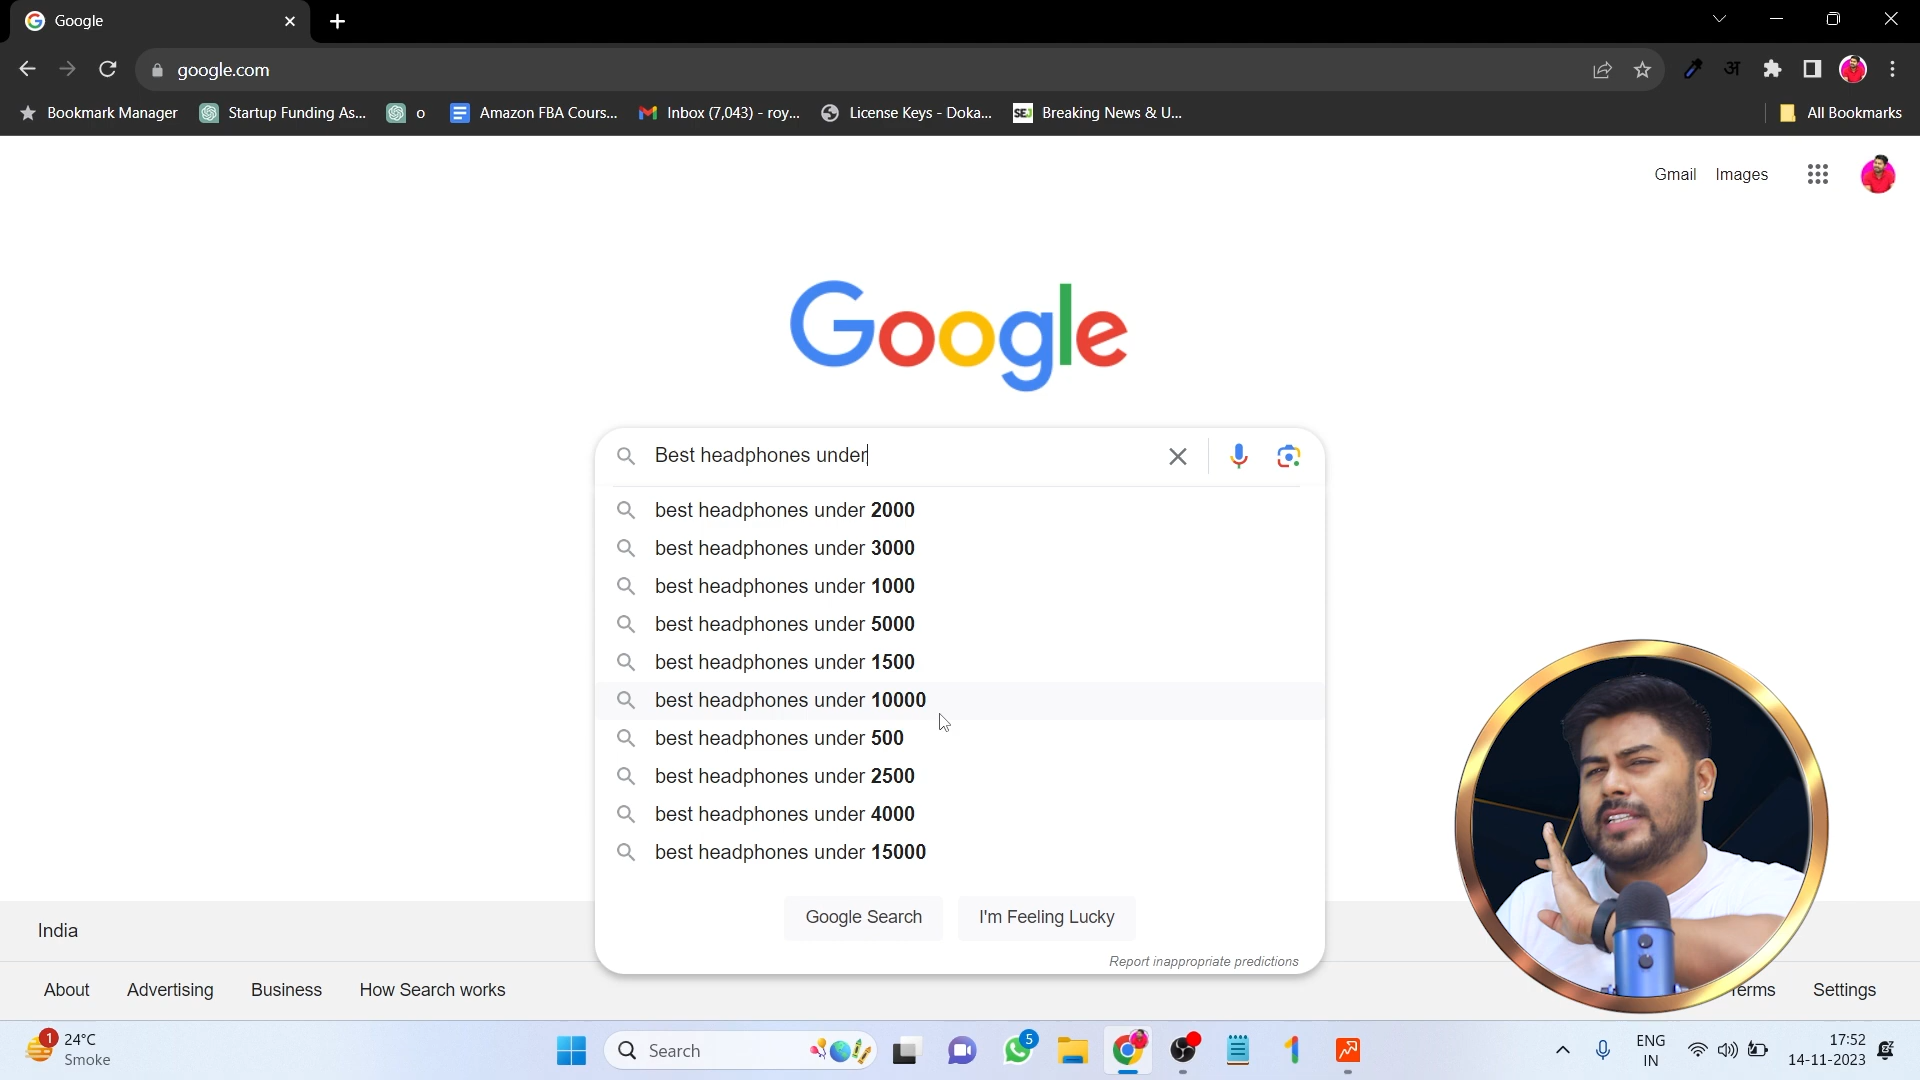 Google
google.com
Bookmark Manager
Startup Funding As...
o
Amazon FBA Cours...
Inbox (7,043) - roy...
License Keys - Doka...
SEJ
Breaking News & U...
All Bookmarks
Gmail
Images
Google
Best headphones under
best headphones under 2000
best headphones under 3000
best headphones under 1000
best headphones under 5000
best headphones under 1500
best headphones under 10000
best headphones under 500
best headphones under 2500
best headphones under 4000
best headphones under 15000
Google Search
I'm Feeling Lucky
Report inappropriate predictions
India
About
Advertising
Business
How Search works
Settings
1
24°C
Smoke
Search
5
ENG
IN
17:52
14-11-2023